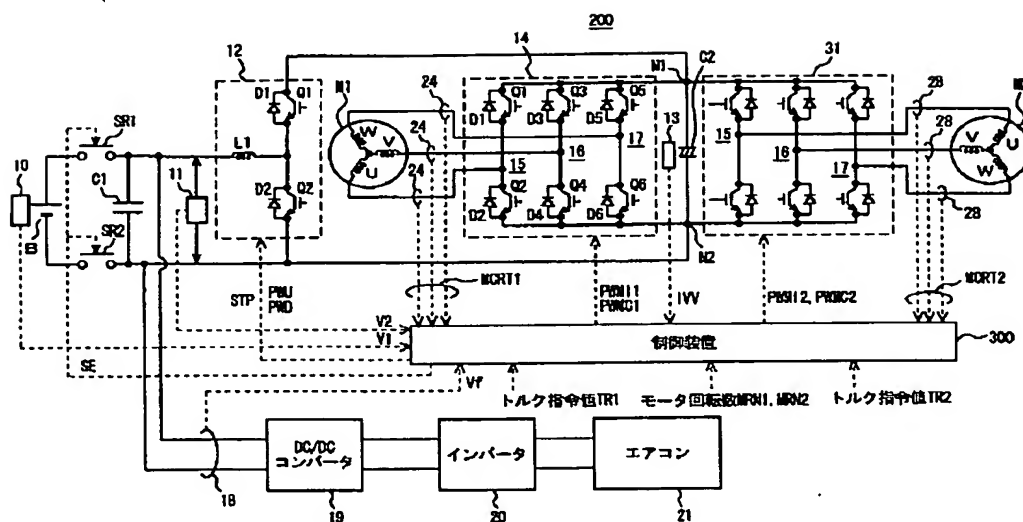 200
12
14
C2
31
M1
D1
Q1
24
Q1
Q3
Q5
N1
28
M2
SR1
W
V
U
D1
D3
D5
13
28
W
V
U
10
L1
24
15
16
17
15
16
17
C1
11
24
Q2
Q4
Q6
28
B
SR2
D2
Q2
D2
D4
D6
N2
STP
PWU
PWD
MCRT1
PWMI1
PWMC1
IVV
PWMI2, PWMC2
MCRT2
V2
V1
制御装置
300
SE
Vf
トルク指令値TR1
モータ回転数MRN1, MRN2
トルク指令値TR2
DC/DC
コンバータ
インバータ
エアコン
18
19
20
21